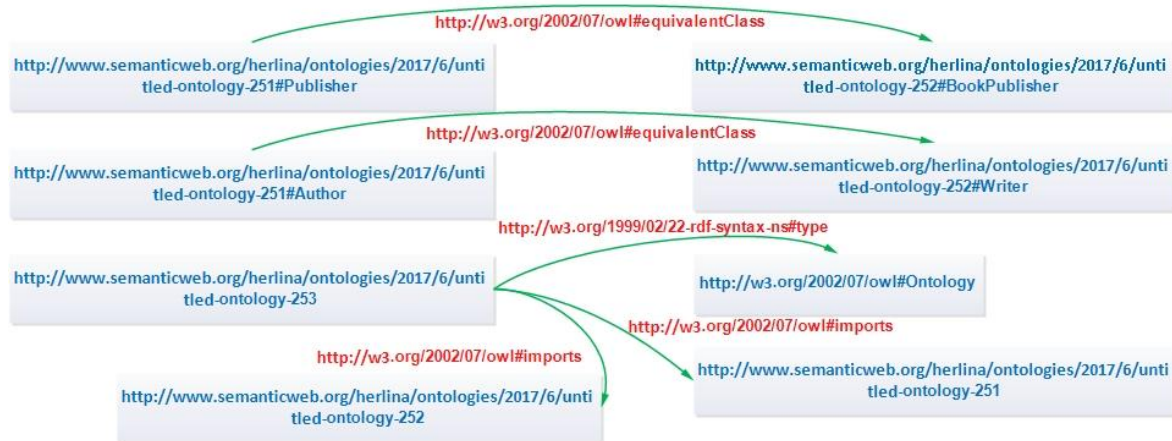 http://w3.org/2002/07/owl#equivalentClass
http://www.semanticweb.org/herlina/ontologies/2017/6/unti
tled-ontology-251#Publisher
http://www.semanticweb.org/herlina/ontologies/2017/6/unti
tled-ontology-252#BookPublisher
http://w3.org/2002/07/owl#equivalentClass
http://www.semanticweb.org/herlina/ontologies/2017/6/unti
tled-ontology-251#Author
http://www.semanticweb.org/herlina/ontologies/2017/6/unti
tled-ontology-252#Writer
http://w3.org/1999/02/22-rdf-syntax-ns#type
http://www.semanticweb.org/herlina/ontologies/2017/6/unti
tled-ontology-253
http://w3.org/2002/07/owl#Ontology
http://w3.org/2002/07/owl#imports
http://w3.org/2002/07/owl#imports
http://www.semanticweb.org/herlina/ontologies/2017/6/unti
tled-ontology-251
http://www.semanticweb.org/herlina/ontologies/2017/6/unti
tled-ontology-252